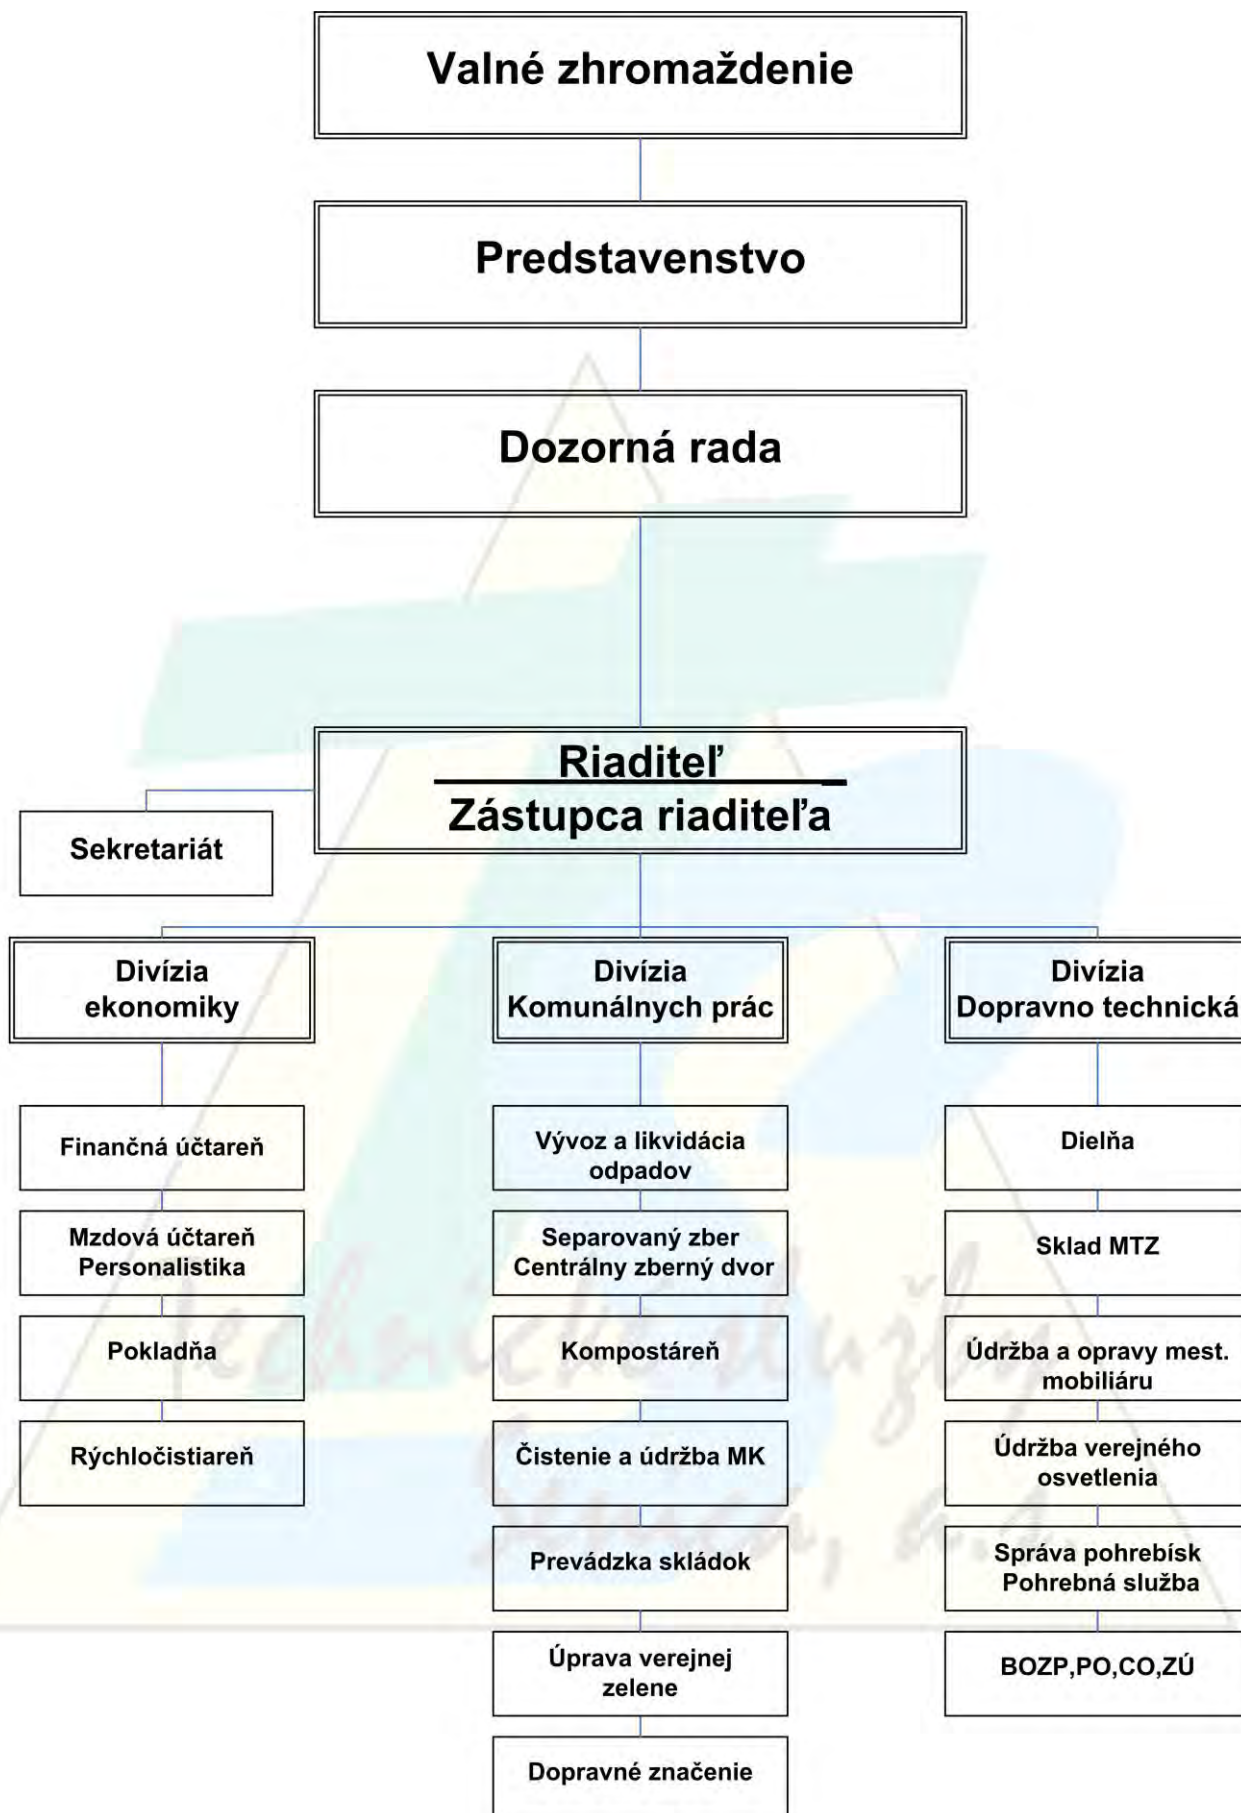 Valné zhromaždenie
Predstavenstvo
Dozorná rada
Riaditeľ
Zástupca riaditeľa
Sekretariát
Divízia
ekonomiky
Finančná účtareň
Mzdová účtareň
Personalistika
Pokladňa
Rýchločistiareň
Divízia
Komunálnych prác
Vývoz a likvidácia
odpadov
Separovaný zber
Centrálny zberný dvor
Kompostáreň
Čistenie a údržba MK
Prevádzka skládok
Úprava verejnej
zelene
Dopravné značenie
Divízia
Dopravno technická
Dielňa
Sklad MTZ
Údržba a opravy mest.
mobiliáru
Údržba verejného
osvetlenia
Správa pohrebísk
Pohrebná služba
BOZP,PO,CO,ZÚ
Technické služby
Senica, a.s.